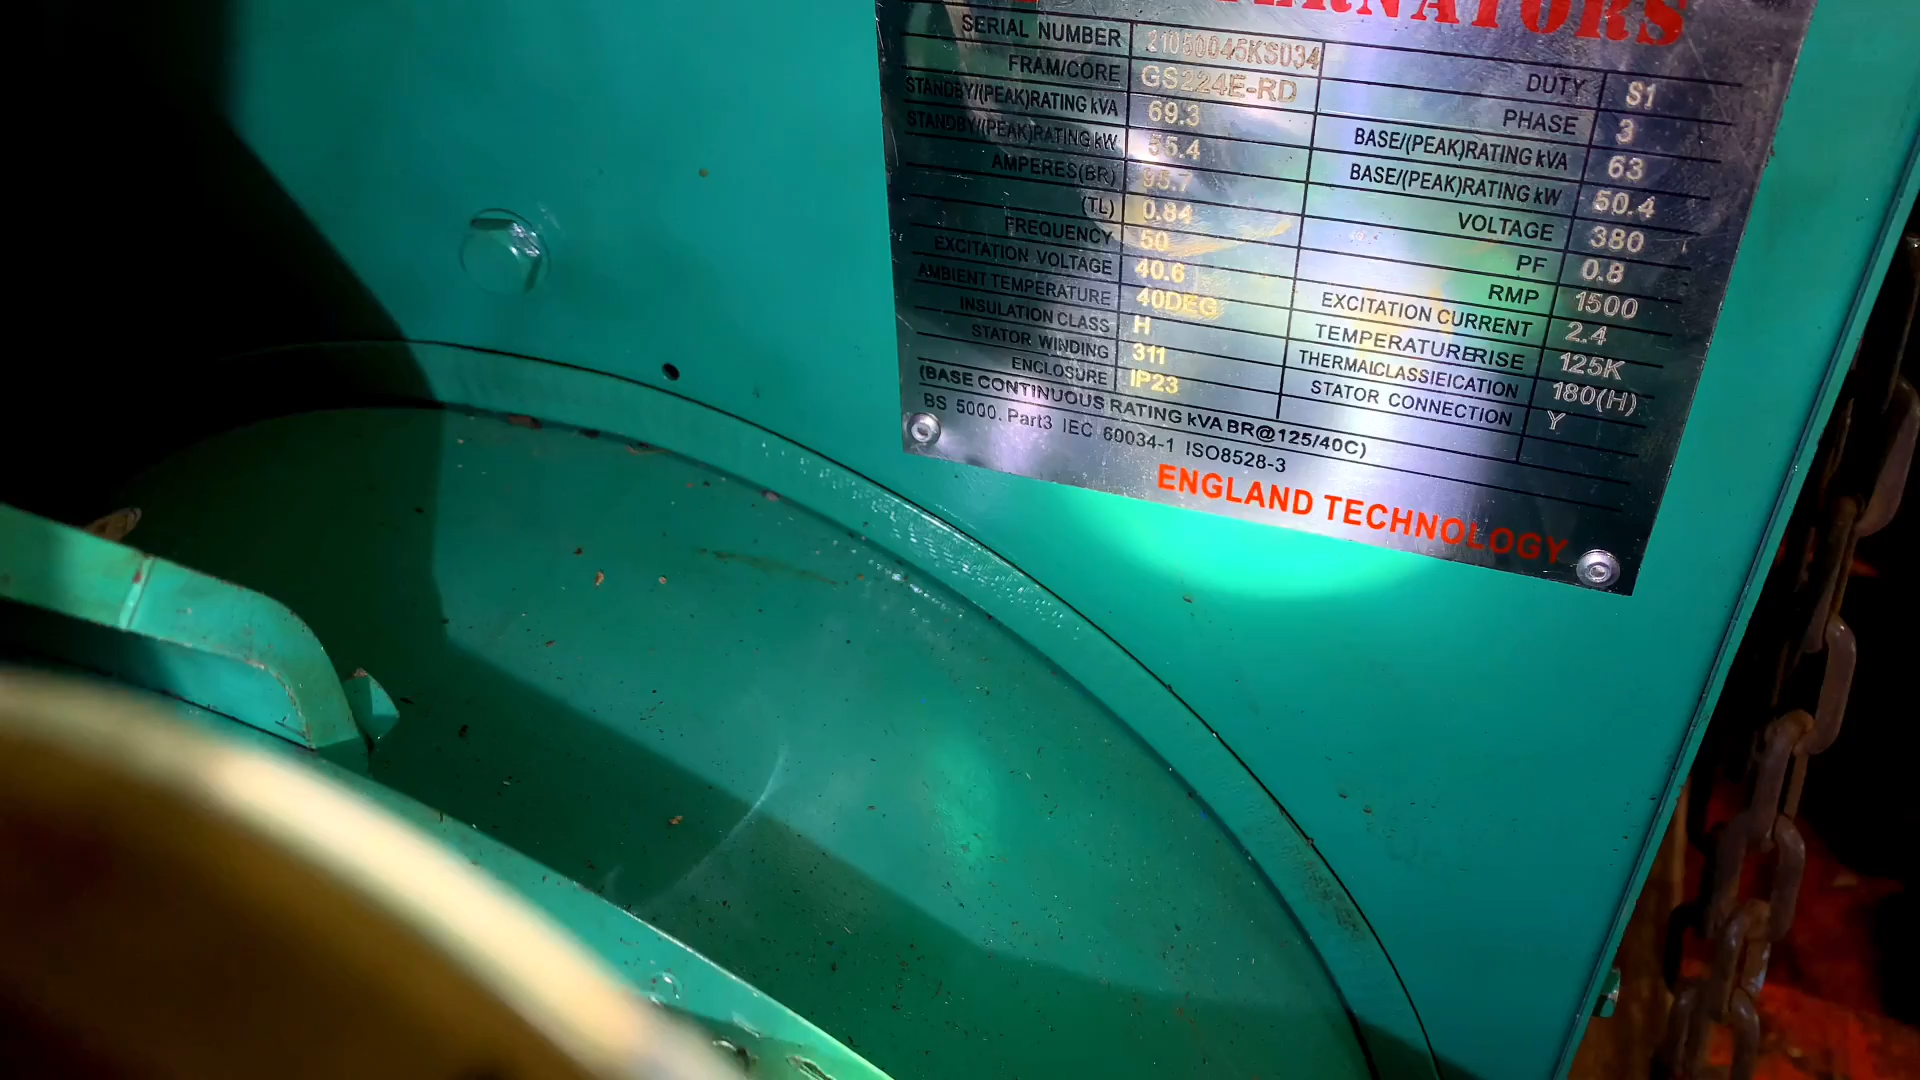 SERIAL NUMBER 21050045KS034
FRAM/CORE GS224E-RD DUTY S1
STANDBY/(PEAK)RATING kVA 69.3 PHASE 3
STANDBY/(PEAK)RATING kW 55.4 BASE/(PEAK)RATING kVA 63
AMPERES(BR) 95.7 BASE/(PEAK)RATING kW 50.4
(TL) 0.84 VOLTAGE 380
FREQUENCY 50 PF 0.8
EXCITATION VOLTAGE 40.6 RMP 1500
AMBIENT TEMPERATURE 40DEG EXCITATION CURRENT 2.4
INSULATION CLASS H TEMPERATURERISE 125K
STATOR WINDING 311 THERMALCLASSIEICATION 180(H)
ENCLOSURE IP23 STATOR CONNECTION Y
(BASE CONTINUOUS RATING kVA BR@125/40C)
BS 5000. Part3 IEC 60034-1 ISO8528-3
ENGLAND TECHNOLOGY